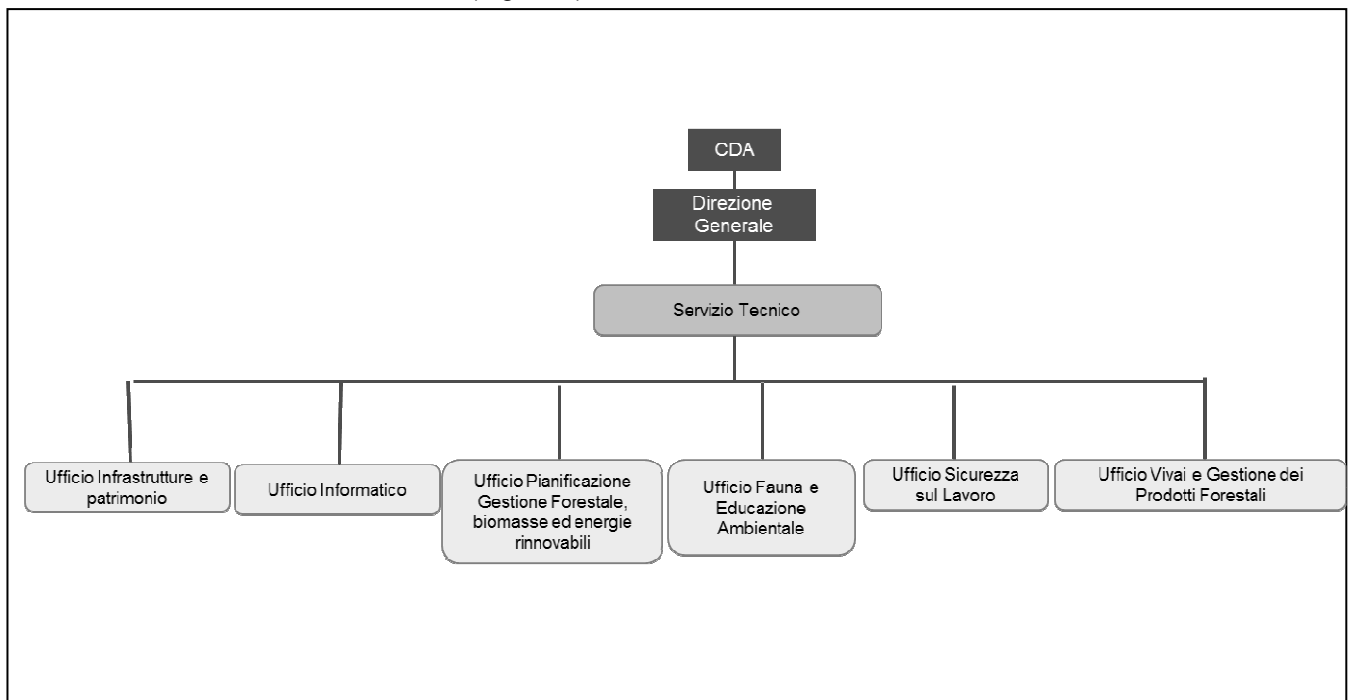 CDA
Direzione
Generale
Servizio Tecnico
Ufficio Infrastrutture e
patrimonio
Ufficio Informatico
Ufficio Pianificazione
Gestione Forestale,
biomasse ed energie
rinnovabili
Ufficio Fauna e
Educazione
Ambientale
Ufficio Sicurezza
sul Lavoro
Ufficio Vivai e Gestione dei
Prodotti Forestali